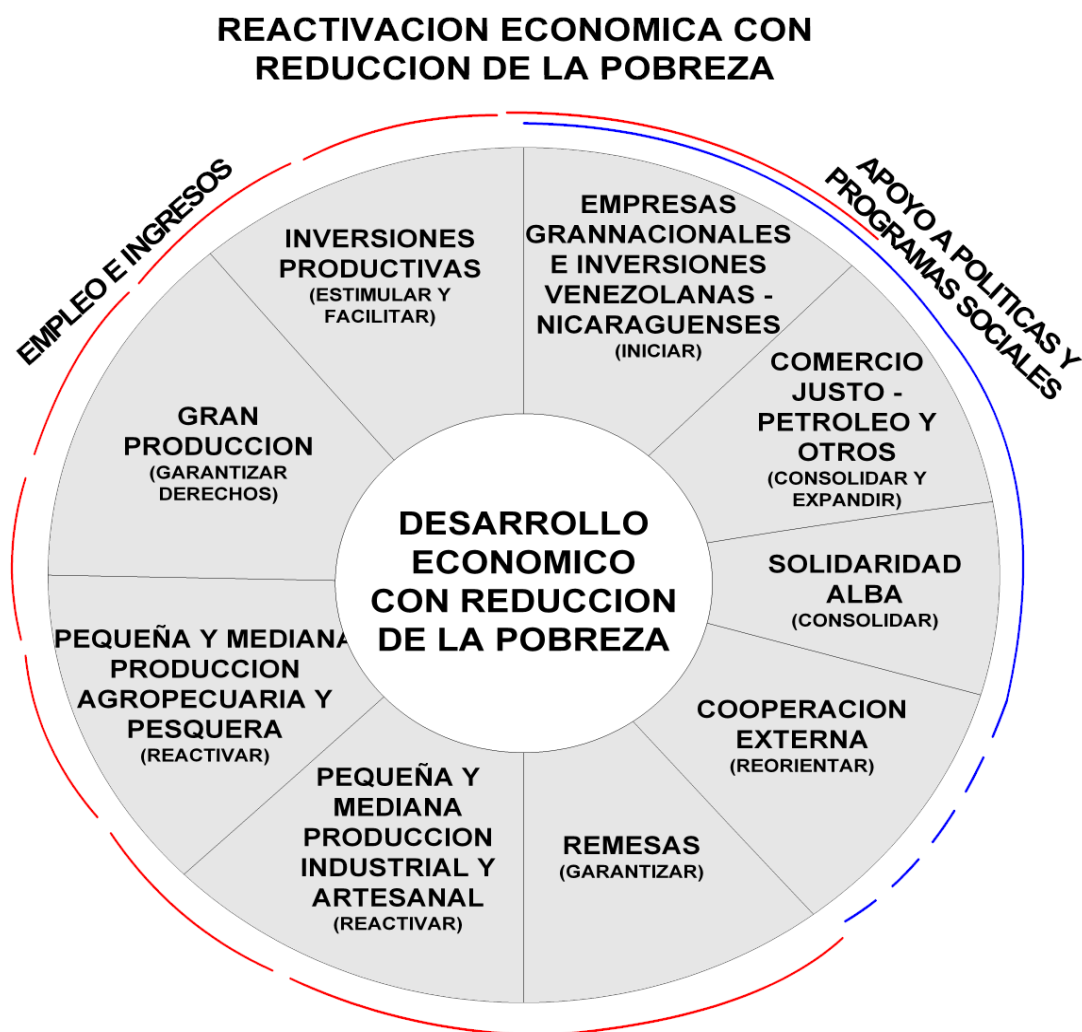 REACTIVACION ECONOMICA CON
REDUCCION DE LA POBREZA
EMPLEO E INGRESOS
APOYO A POLITICAS Y
PROGRAMAS SOCIALES
INVERSIONES
PRODUCTIVAS
(ESTIMULAR Y
FACILITAR)
EMPRESAS
GRANNACIONALES
E INVERSIONES
VENEZOLANAS -
NICARAGUENSES
(INICIAR)
COMERCIO
JUSTO -
PETROLEO Y
OTROS
(CONSOLIDAR Y
EXPANDIR)
GRAN
PRODUCCION
(GARANTIZAR
DERECHOS)
DESARROLLO
ECONOMICO
CON REDUCCION
DE LA POBREZA
SOLIDARIDAD
ALBA
(CONSOLIDAR)
PEQUEÑA Y MEDIANA
PRODUCCION
AGROPECUARIA Y
PESQUERA
(REACTIVAR)
COOPERACION
EXTERNA
(REORIENTAR)
PEQUEÑA Y
MEDIANA
PRODUCCION
INDUSTRIAL Y
ARTESANAL
(REACTIVAR)
REMESAS
(GARANTIZAR)